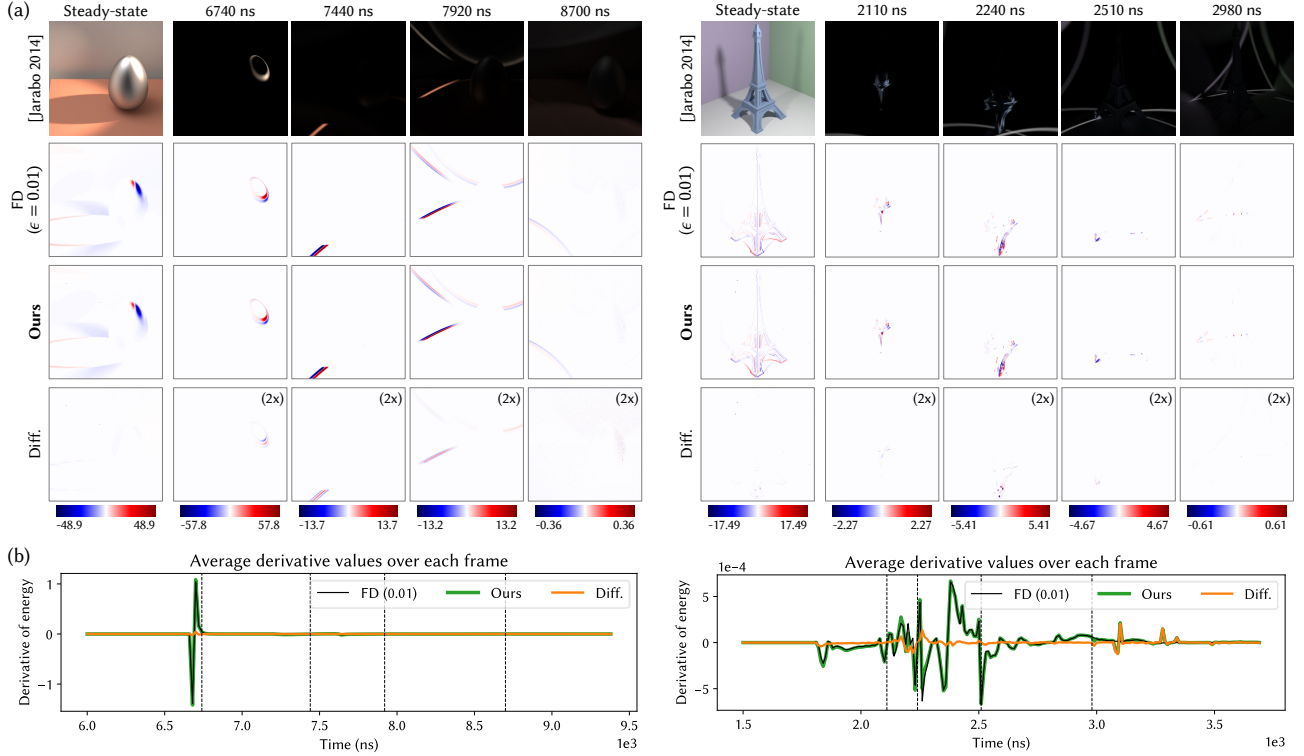 (a)
Steady-state 6740 ns 7440 ns 7920 ns 8700 ns
[Jarabo 2014]
FD
(ϵ = 0.01)
Ours
Diff.
(2x) (2x) (2x) (2x)
-48.9 48.9 -57.8 57.8 -13.7 13.7 -13.2 13.2 -0.36 0.36
Steady-state 2110 ns 2240 ns 2510 ns 2980 ns
[Jarabo 2014]
FD
(ϵ = 0.01)
Ours
Diff.
(2x) (2x) (2x) (2x)
-17.49 17.49 -2.27 2.27 -5.41 5.41 -4.67 4.67 -0.61 0.61
(b)
Average derivative values over each frame
Derivative of energy
1
0
−1
FD (0.01) Ours Diff.
6.0 6.5 7.0 7.5 8.0 8.5 9.0 9.5
1e3
Time (ns)
Average derivative values over each frame
1e−4
Derivative of energy
5
0
−5
FD (0.01) Ours Diff.
1.5 2.0 2.5 3.0 3.5
1e3
Time (ns)